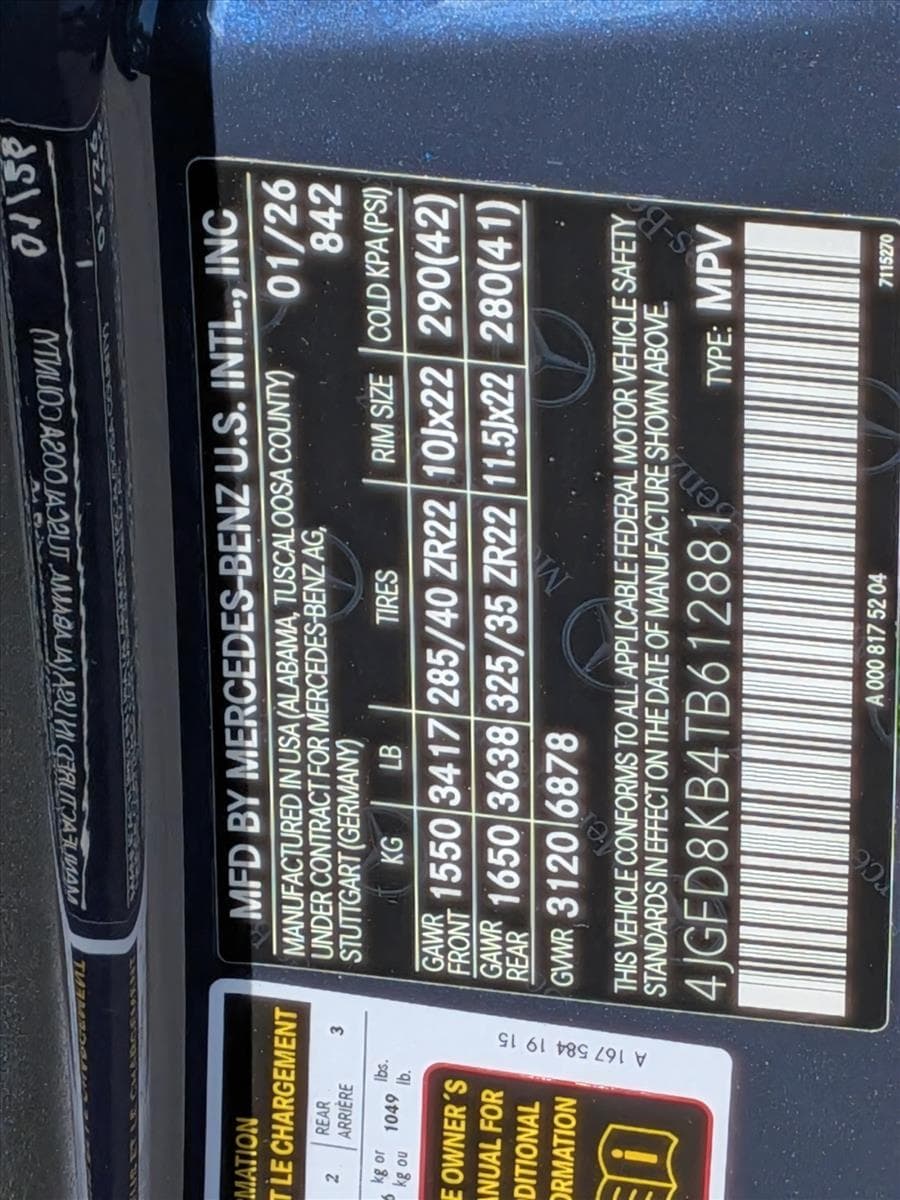 MFD BY MERCEDES-BENZ U.S. INTL., INC
MANUFACTURED IN USA (ALABAMA, TUSCALOOSA COUNTY) 01/26
UNDER CONTRACT FOR MERCEDES-BENZ AG, 842
STUTTGART (GERMANY)
KG LB TIRES RIM SIZE COLD KPA (PSI)
GAWR FRONT 1550 3417 285/40 ZR22 10Jx22 290(42)
GAWR REAR 1650 3638 325/35 ZR22 11.5Jx22 280(41)
GVWR 3120 6878
THIS VEHICLE CONFORMS TO ALL APPLICABLE FEDERAL MOTOR VEHICLE SAFETY
STANDARDS IN EFFECT ON THE DATE OF MANUFACTURE SHOWN ABOVE.
4JGFD8KB4TB612881 TYPE: MPV
A 000 817 52 04 7115270
MATION
T LE CHARGEMENT
2 REAR 3
ARRIÈRE
kg or lbs.
kg ou 1049 lb.
A 167 584 19 15
E OWNER'S
ANUAL FOR
DITIONAL
ORMATION
i